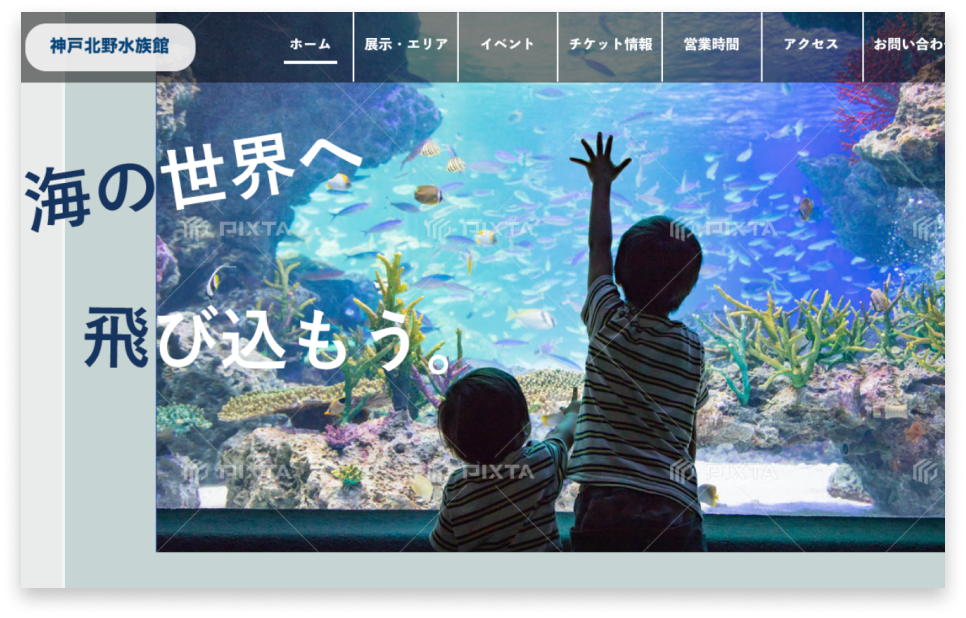 神戸北野水族館
ホーム
展示・エリア
イベント
チケット情報
営業時間
アクセス
お問い合わ
海の世界へ
飛び込もう。
PIXTA
PIXTA
PIXTA
PIXTA
PIXTA
PIXTA